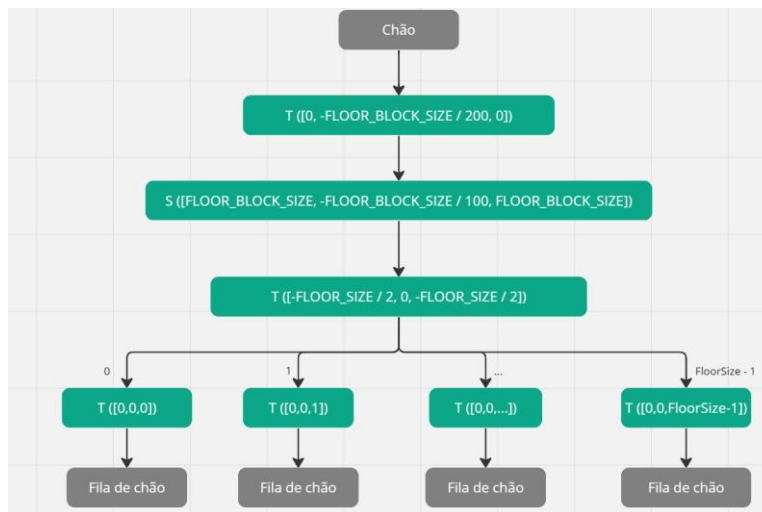 Chão
T ([0, -FLOOR_BLOCK_SIZE / 200, 0])
S ([FLOOR_BLOCK_SIZE, -FLOOR_BLOCK_SIZE / 100, FLOOR_BLOCK_SIZE])
T ([-FLOOR_SIZE / 2, 0, -FLOOR_SIZE / 2])
0
1
...
FloorSize - 1
T ([0,0,0])
T ([0,0,1])
T ([0,0,...])
T ([0,0,FloorSize-1])
Fila de chão
Fila de chão
Fila de chão
Fila de chão